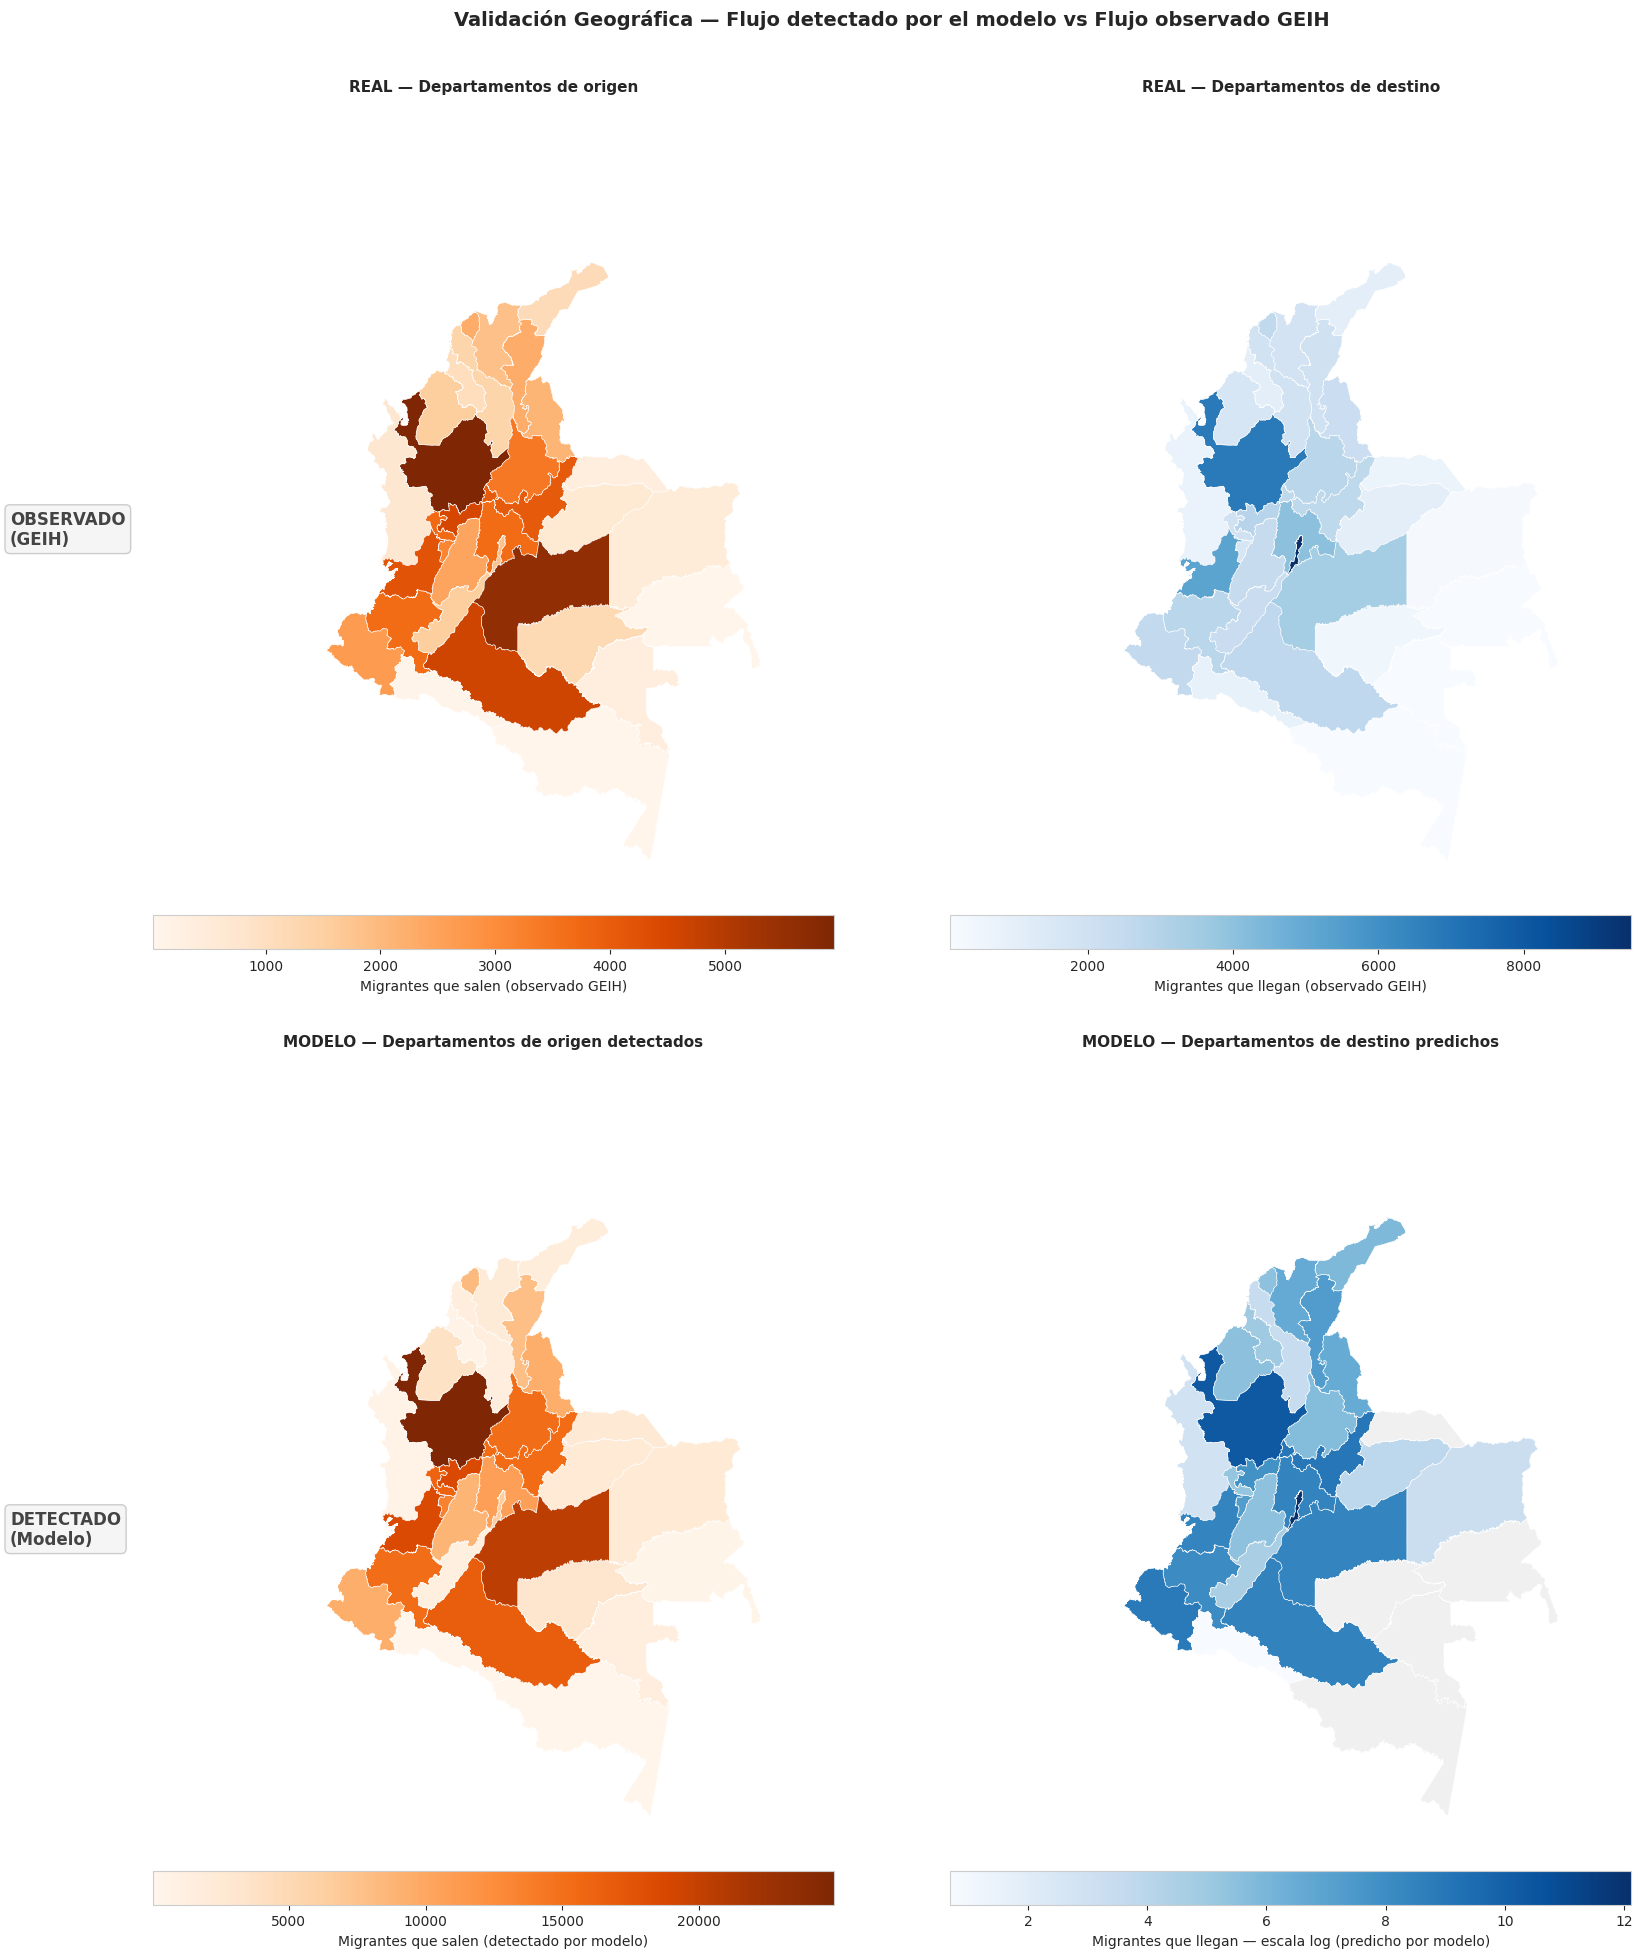 Validación Geográfica — Flujo detectado por el modelo vs Flujo observado GEIH
REAL — Departamentos de origen
REAL — Departamentos de destino
OBSERVADO
(GEIH)
1000 2000 3000 4000 5000
Migrantes que salen (observado GEIH)
2000 4000 6000 8000
Migrantes que llegan (observado GEIH)
MODELO — Departamentos de origen detectados
MODELO — Departamentos de destino predichos
DETECTADO
(Modelo)
5000 10000 15000 20000
Migrantes que salen (detectado por modelo)
2 4 6 8 10 12
Migrantes que llegan — escala log (predicho por modelo)